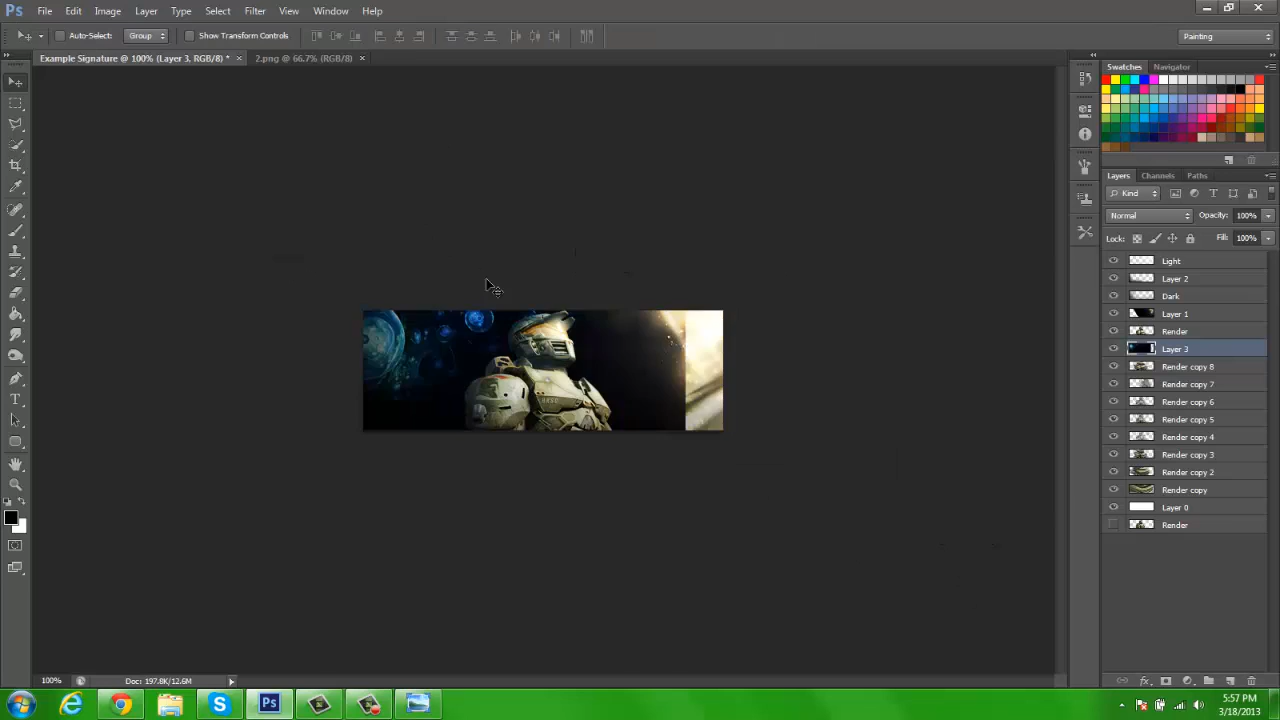 Ps File Edit Image Layer Type Select Filter View Window Help
Auto-Select: Group Show Transform Controls Painting
Example Signature @ 100% (Layer 3, RGB/8) * × 2.png @ 66.7% (RGB/8) ×
Swatches Navigator
Layers Channels Paths
Kind
Normal Opacity: 100%
Lock: Fill: 100%
Light
Layer 2
Dark
Layer 1
Render
Layer 3
Render copy 8
Render copy 7
Render copy 6
Render copy 5
Render copy 4
Render copy 3
Render copy 2
Render copy
Layer 0
Render
100% Doc: 197.8K/12.6M
Ps 5:57 PM
3/18/2013